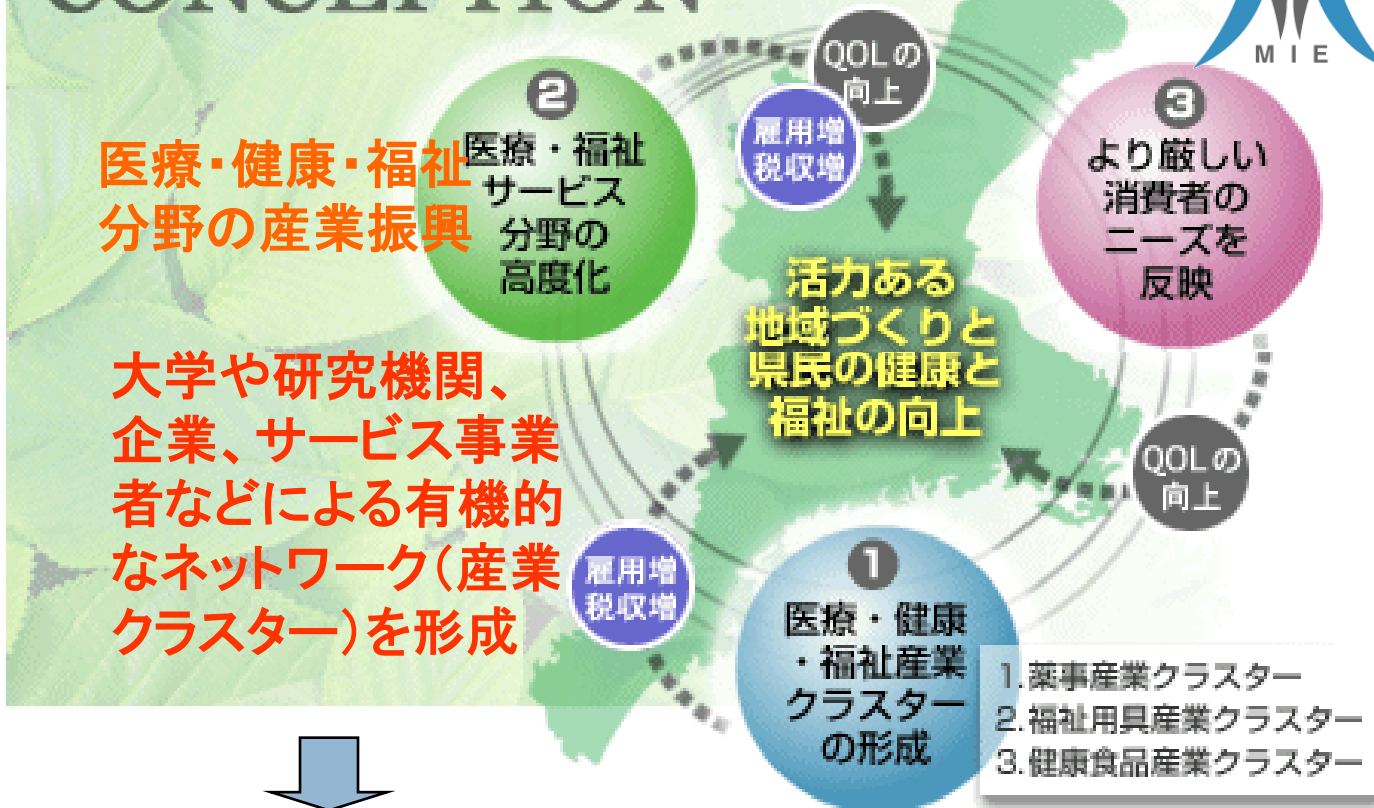 CONCEPTION
MIE
医療・健康・福祉
分野の産業振興
大学や研究機関、
企業、サービス事業
者などによる有機的
なネットワーク(産業
クラスター)を形成
2
医療・福祉
サービス
分野の
高度化
QOLの
向上
雇用増
税収増
3
より厳しい
消費者の
ニーズを
反映
活力ある
地域づくりと
県民の健康と
福祉の向上
QOLの
向上
雇用増
税収増
1
医療・健康
・福祉産業
クラスター
の形成
1.薬事産業クラスター
2.福祉用具産業クラスター
3.健康食品産業クラスター